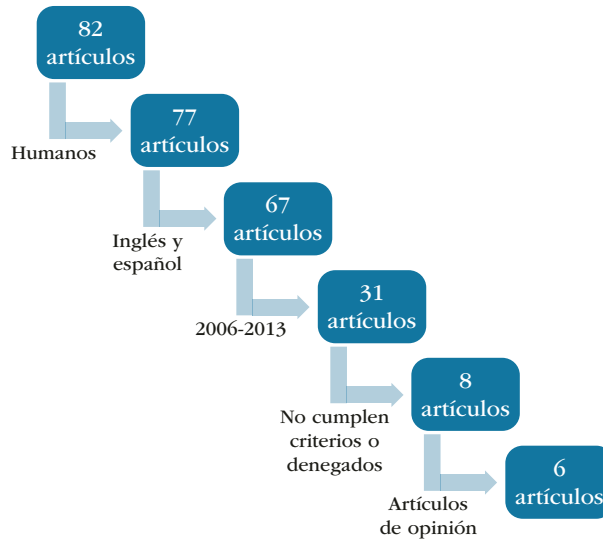 82
artículos
Humanos
77
artículos
Inglés y
español
67
artículos
2006-2013
31
artículos
No cumplen
criterios o
denegados
8
artículos
Artículos
de opinión
6
artículos